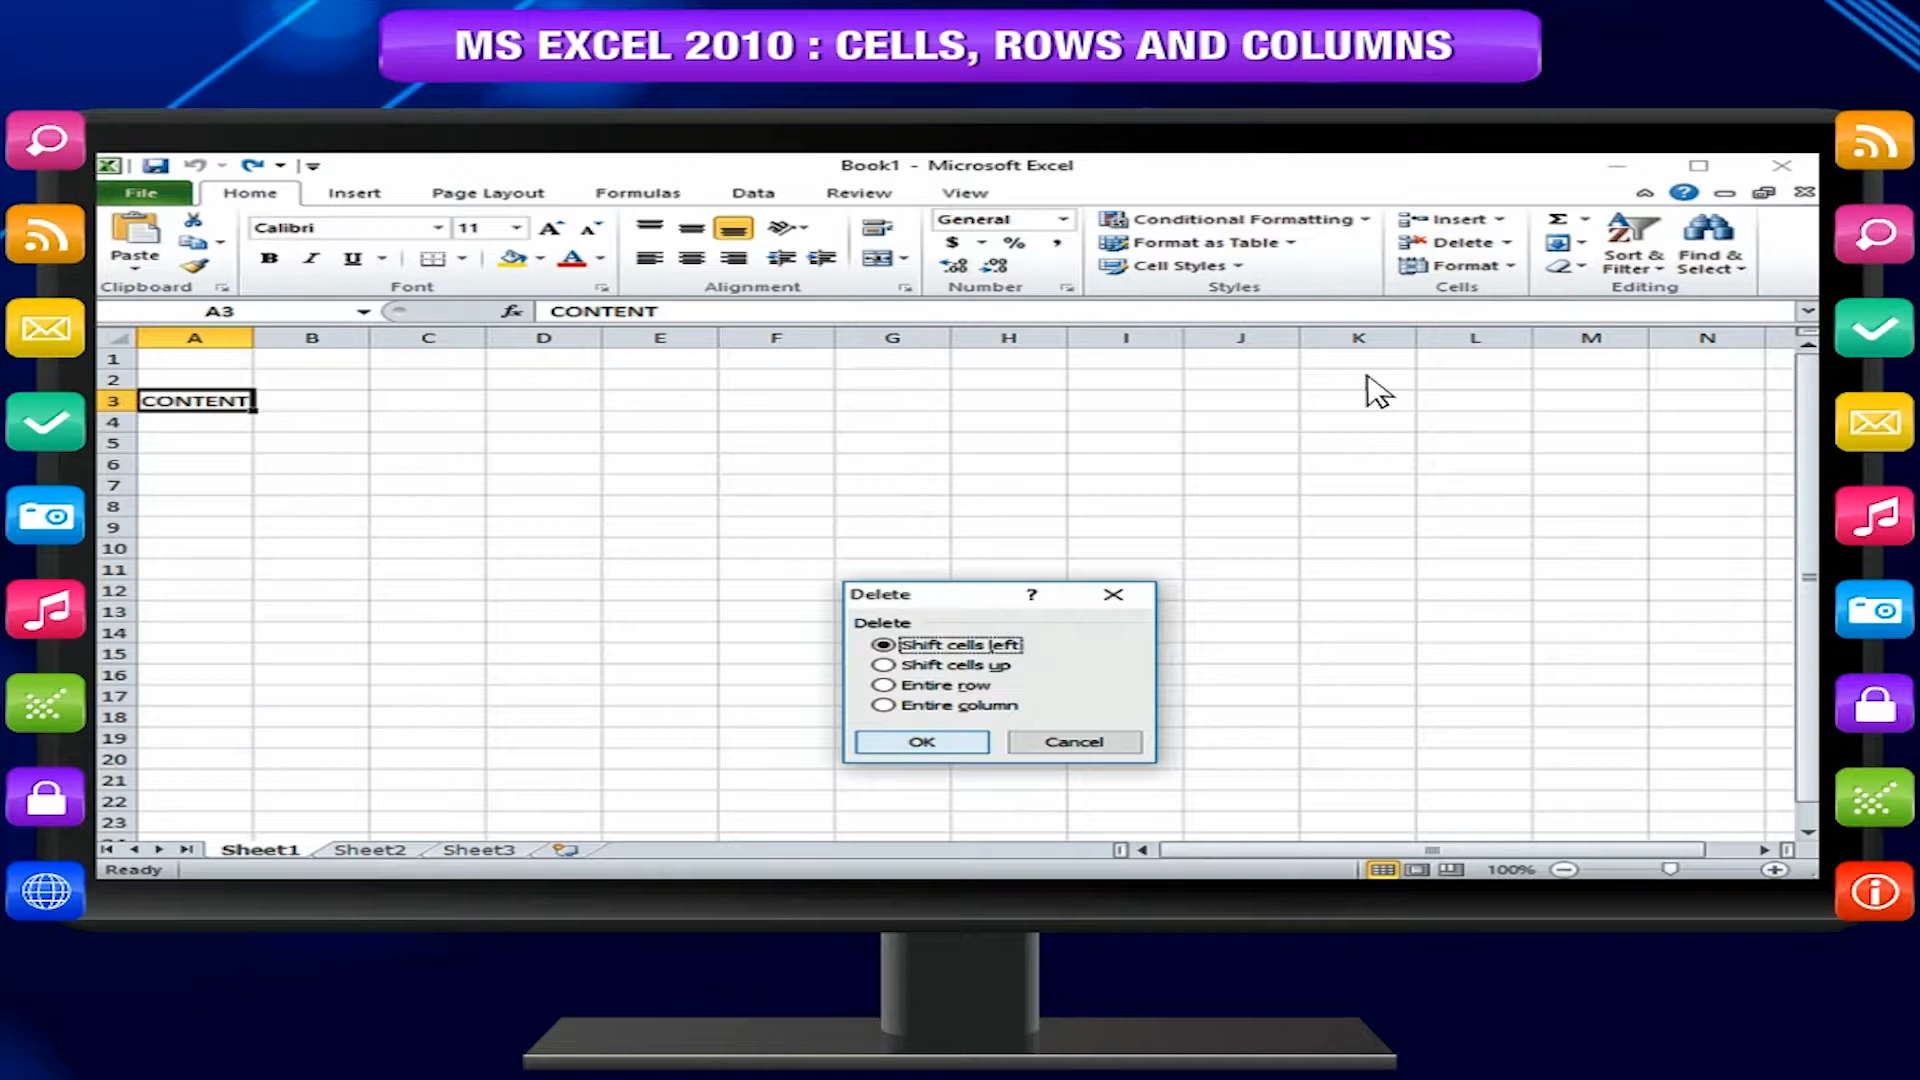 MS EXCEL 2010 : CELLS, ROWS AND COLUMNS
Book1 - Microsoft Excel
File Home Insert Page Layout Formulas Data Review View
Calibri 11 General Conditional Formatting Insert Σ
Paste B I U A $ % , Format as Table Delete Sort & Find &
Cell Styles Format Filter Select
Clipboard Font Alignment Number Styles Cells Editing
A3 fx CONTENT
A B C D E F G H I J K L M N
1
2
3 CONTENT
4
5
6
7
8
9
10
11
12
13
14
15
16
17
18
19
20
21
22
23
Delete ?
Delete
Shift cells left
Shift cells up
Entire row
Entire column
OK Cancel
Sheet1 Sheet2 Sheet3
Ready 100%